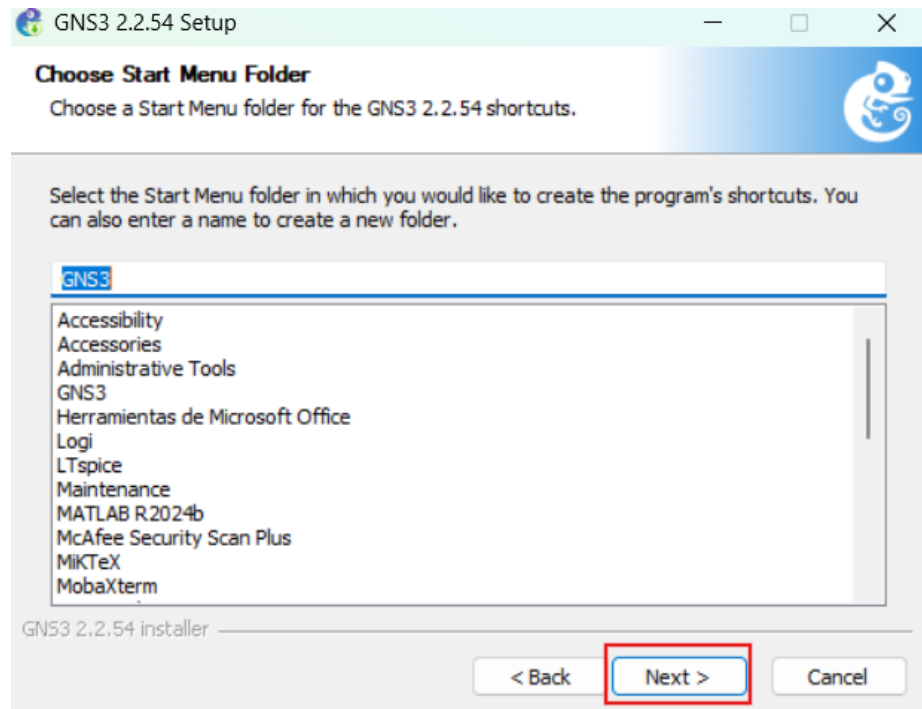 GNS3 2.2.54 Setup
Choose Start Menu Folder
Choose a Start Menu folder for the GNS3 2.2.54 shortcuts.
Select the Start Menu folder in which you would like to create the program's shortcuts. You
can also enter a name to create a new folder.
GNS3
Accessibility
Accessories
Administrative Tools
GNS3
Herramientas de Microsoft Office
Logi
LTspice
Maintenance
MATLAB R2024b
McAfee Security Scan Plus
MiKTeX
MobaXterm
GNS3 2.2.54 installer
< Back
Next >
Cancel